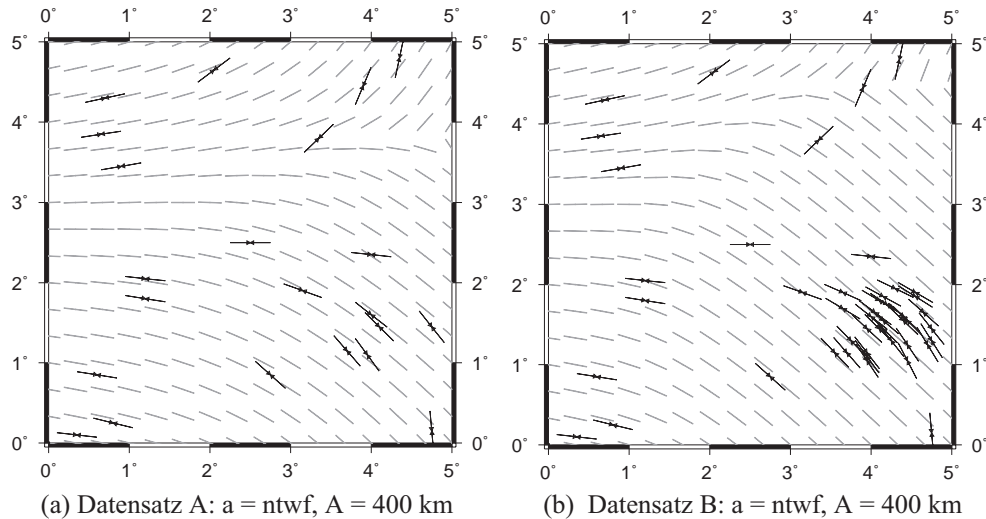 0° 1° 2° 3° 4° 5° 0° 1° 2° 3° 4° 5°
5° 5° 5° 5°
4° 4° 4° 4°
3° 3° 3° 3°
2° 2° 2° 2°
1° 1° 1° 1°
0° 0° 0° 0°
0° 1° 2° 3° 4° 5° 0° 1° 2° 3° 4° 5°
(a) Datensatz A: a = ntwf, A = 400 km (b) Datensatz B: a = ntwf, A = 400 km